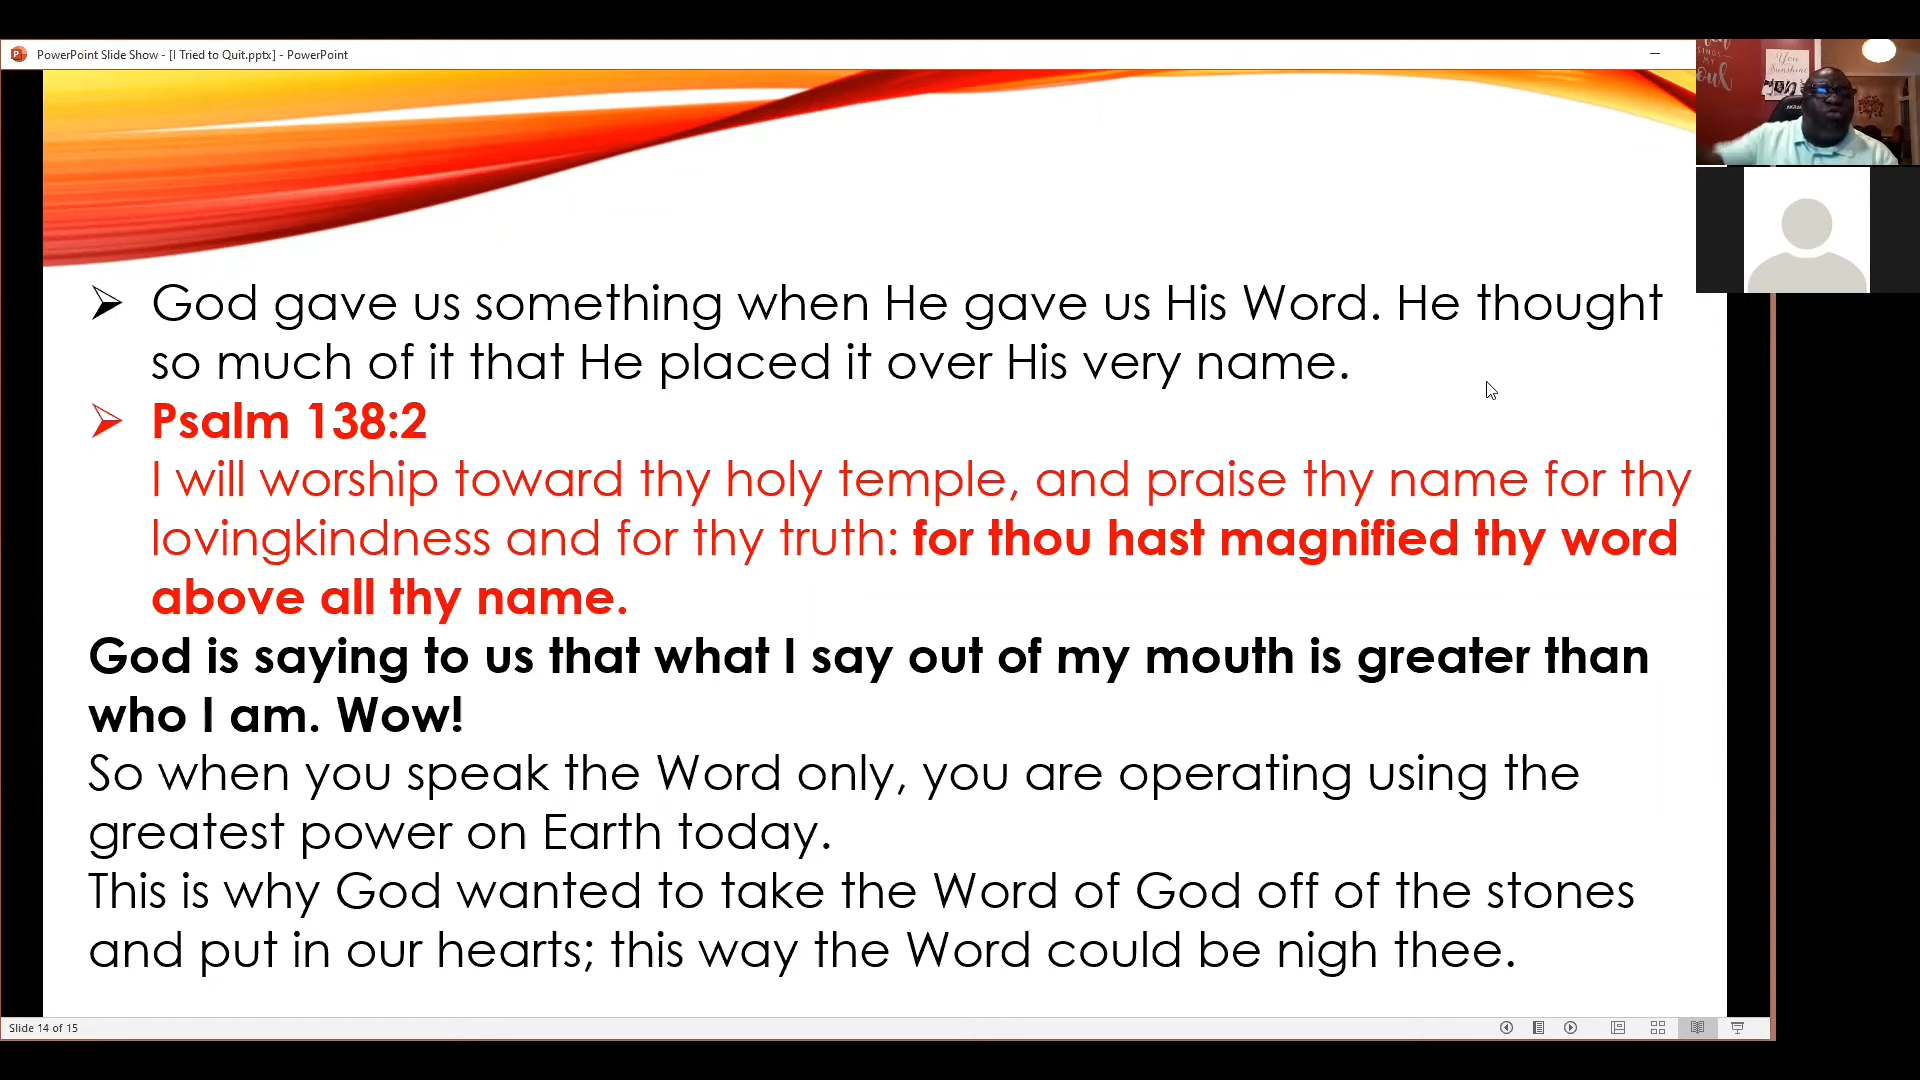 PowerPoint Slide Show - [I Tried to Quit.pptx] - PowerPoint
God gave us something when He gave us His Word. He thought
so much of it that He placed it over His very name.
Psalm 138:2
I will worship toward thy holy temple, and praise thy name for thy
lovingkindness and for thy truth: for thou hast magnified thy word
above all thy name.
God is saying to us that what I say out of my mouth is greater than
who I am. Wow!
So when you speak the Word only, you are operating using the
greatest power on Earth today.
This is why God wanted to take the Word of God off of the stones
and put in our hearts; this way the Word could be nigh thee.
Slide 14 of 15